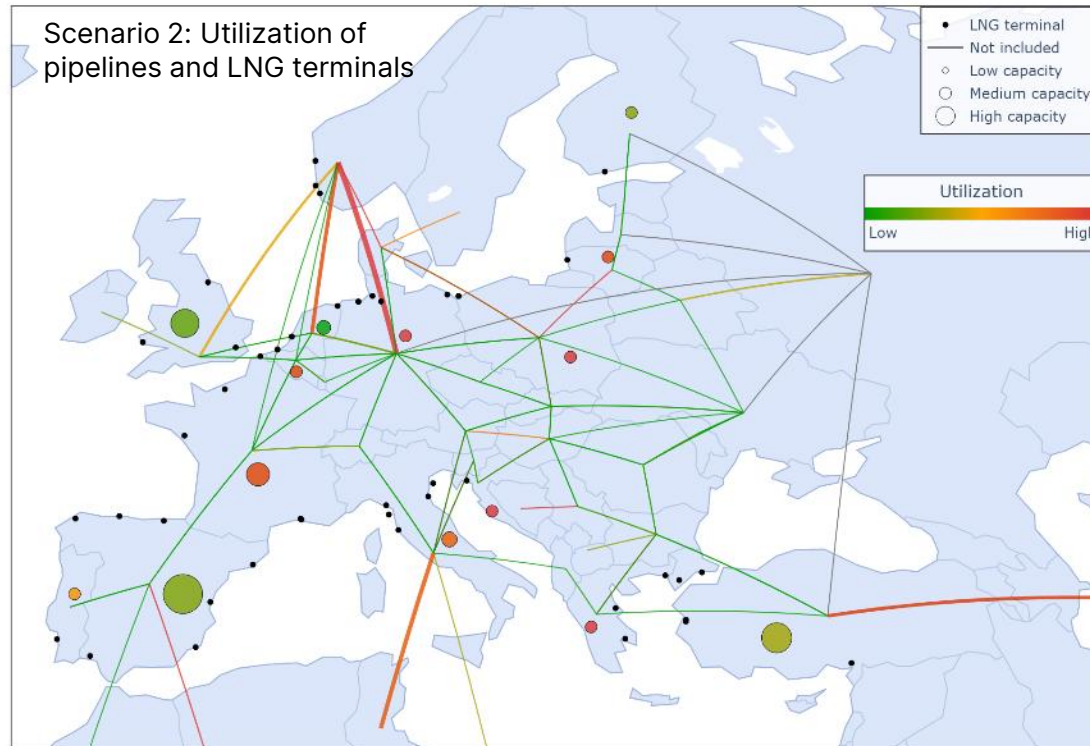 Scenario 2: Utilization of
pipelines and LNG terminals
LNG terminal
Not included
Low capacity
Medium capacity
High capacity
Utilization
Low
High